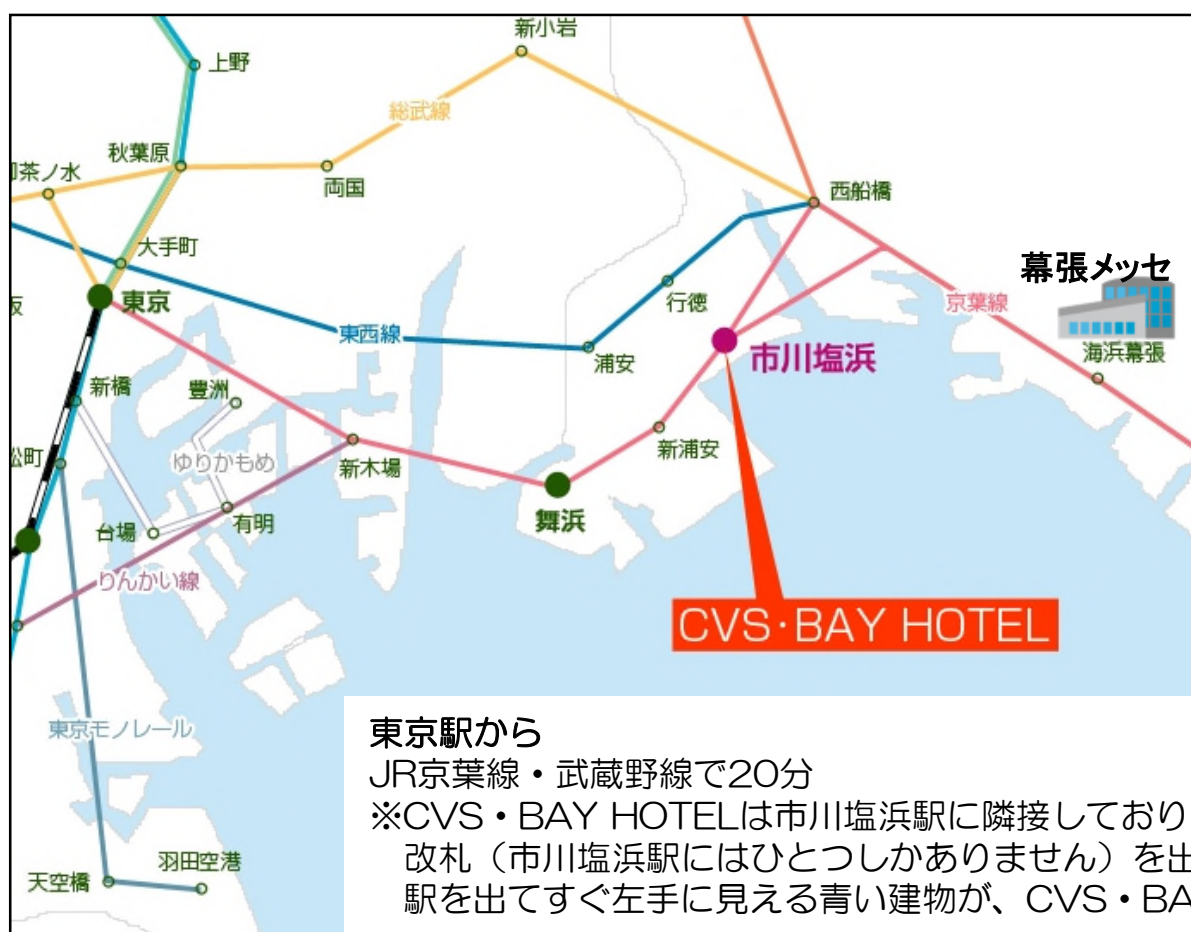 新小岩
上野
総武線
秋葉原
茶ノ水
両国
西船橋
大手町
幕張メッセ
行徳
東京
京葉線
東西線
市川塩浜
海浜幕張
浦安
新橋
豊洲
松町
ゆりかもめ
新木場
新浦安
台場
有明
舞浜
りんかい線
CVS・BAY HOTEL
東京モノレール
東京駅から
JR京葉線・武蔵野線で20分
※CVS・BAY HOTELは市川塩浜駅に隣接しており
改札（市川塩浜駅にはひとつしかありません）を出
駅を出てすぐ左手に見える青い建物が、CVS・BA
羽田空港
天空橋